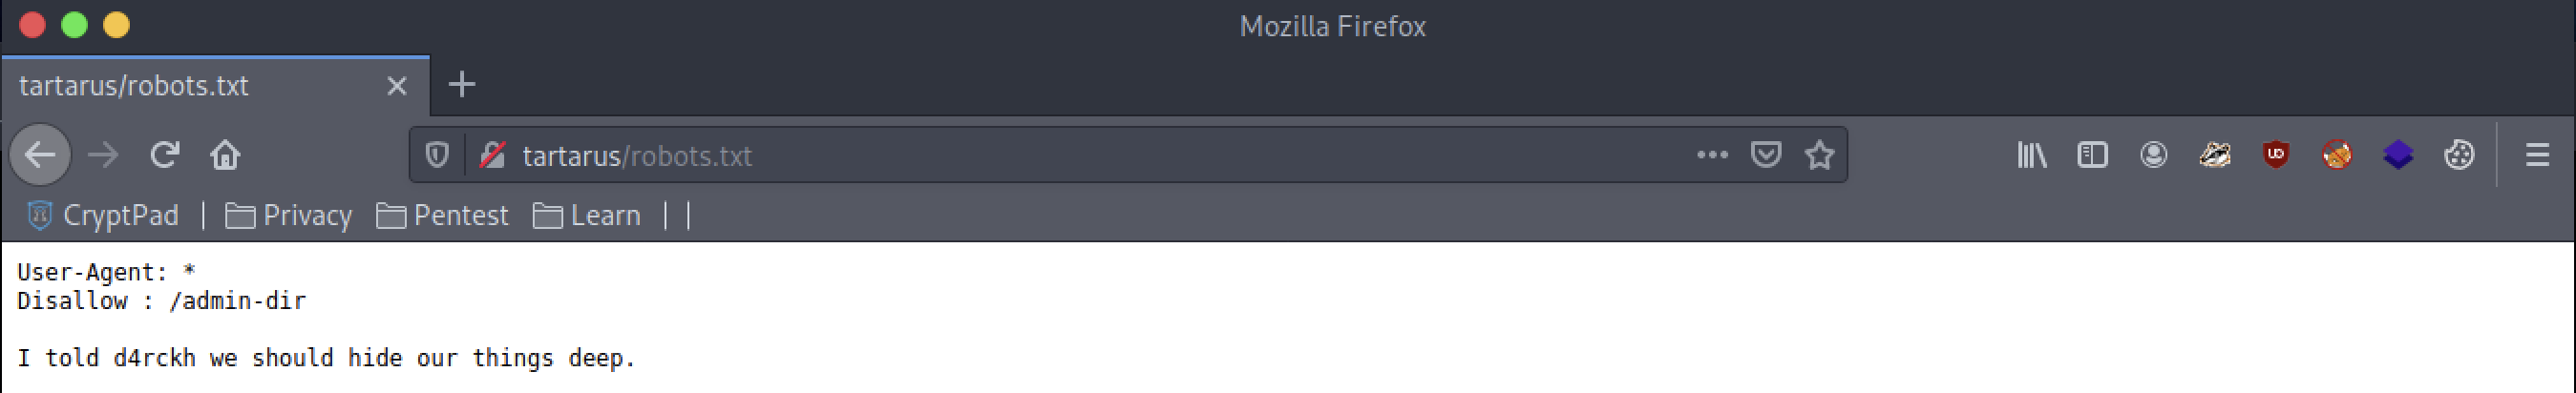 Mozilla Firefox
tartarus/robots.txt
tartarus/robots.txt
CryptPad | Privacy Pentest Learn | |
User-Agent: *
Disallow : /admin-dir
I told d4rckh we should hide our things deep.